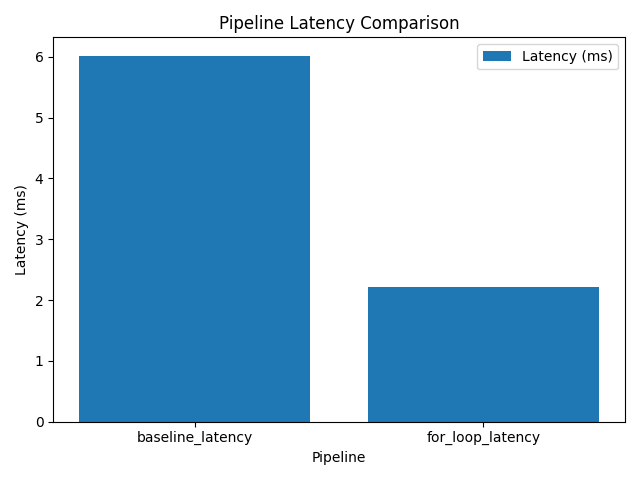 Pipeline Latency Comparison
Latency (ms)
6
5
4
3
2
1
0
Latency (ms)
baseline_latency
for_loop_latency
Pipeline